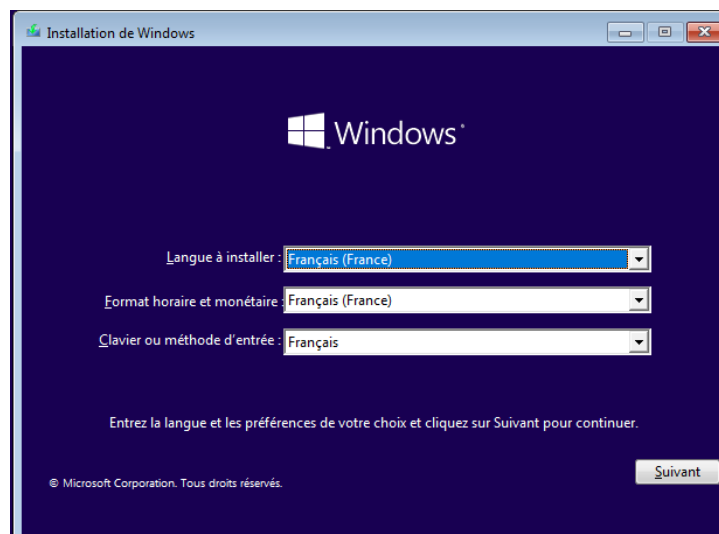 Installation de Windows
Windows
Langue à installer : Français (France)
Format horaire et monétaire : Français (France)
Clavier ou méthode d'entrée : Français
Entrez la langue et les préférences de votre choix et cliquez sur Suivant pour continuer.
Suivant
© Microsoft Corporation. Tous droits réservés.